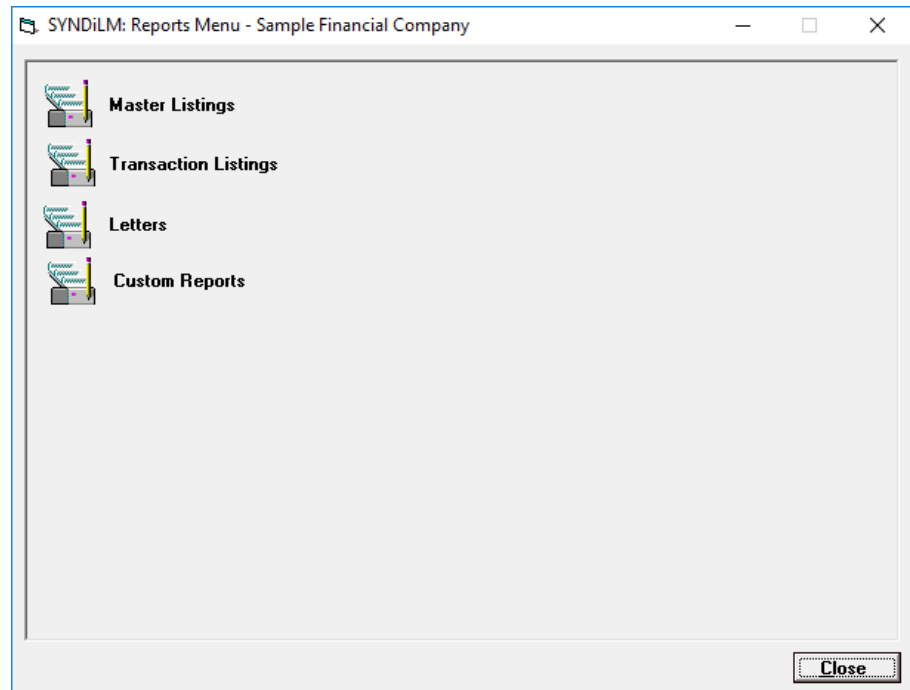 SYNDiLM: Reports Menu - Sample Financial Company
Master Listings
Transaction Listings
Letters
Custom Reports
Close